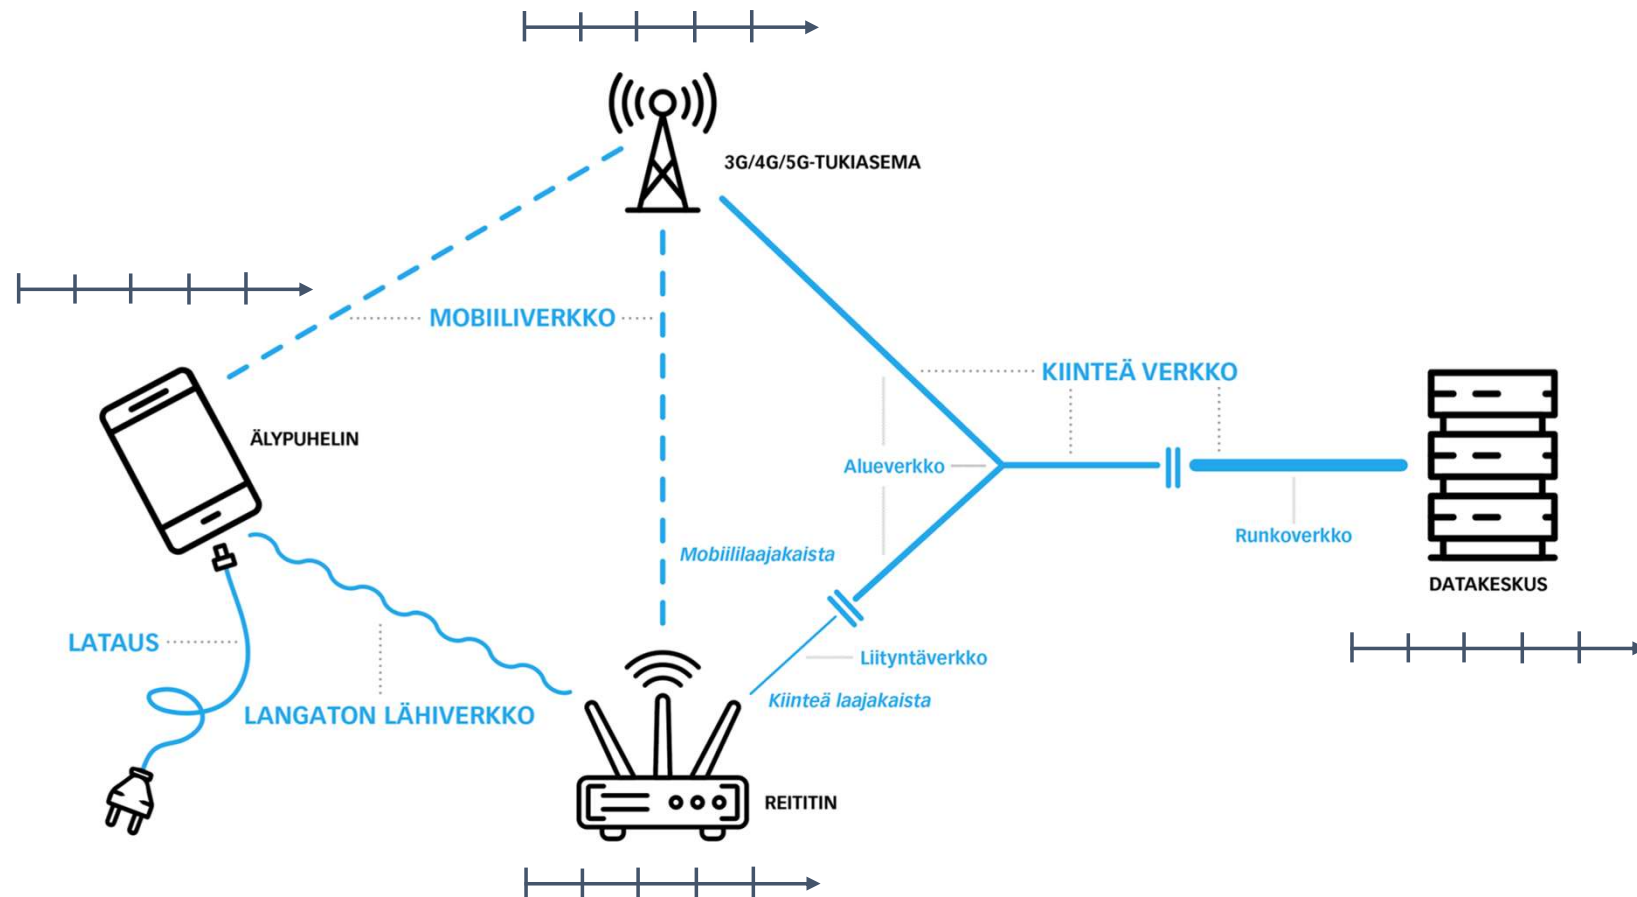 3G/4G/5G-TUKIASEMA
MOBIILIVERKKO
KIINTEÄ VERKKO
ÄLYPUHELIN
Alueverkko
Runkoverkko
Mobiililaajakaista
DATAKESKUS
LATAUS
Liityntäverkko
Kiinteä laajakaista
LANGATON LÄHIVERKKO
REITITIN